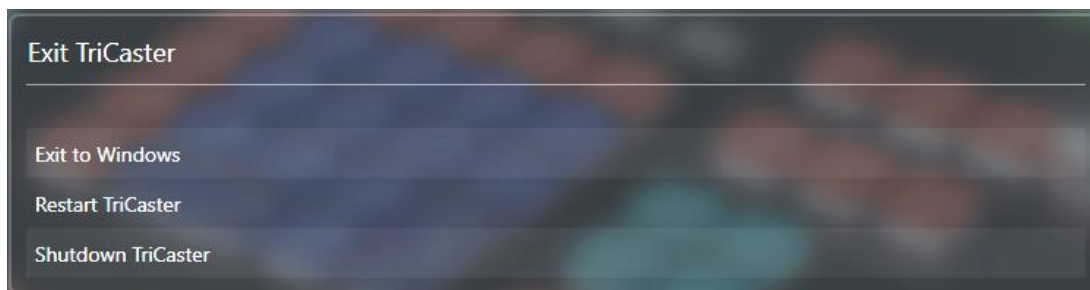 Exit TriCaster
Exit to Windows
Restart TriCaster
Shutdown TriCaster